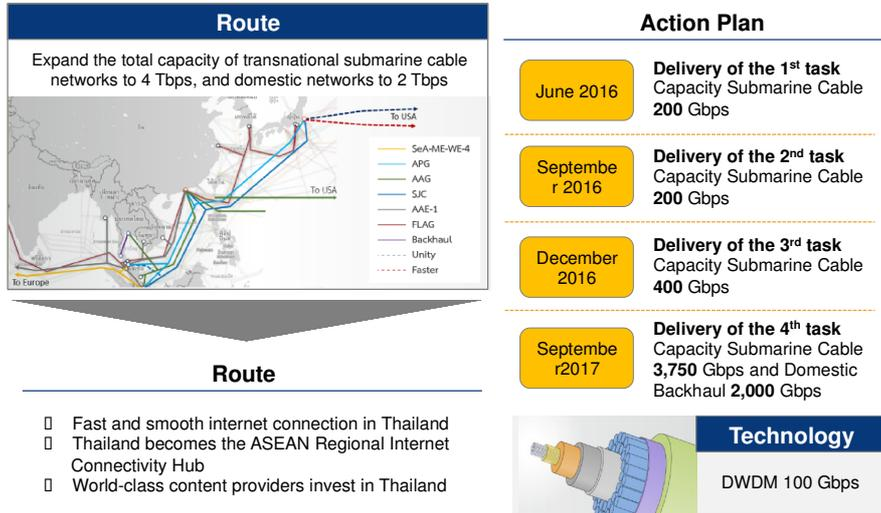 Route
Expand the total capacity of transnational submarine cable
networks to 4 Tbps, and domestic networks to 2 Tbps
To USA
SeA-ME-WE-4
APG
AAG
SJC
AAE-1
FLAG
Backhaul
Unity
Faster
To USA
To Europe
Route
Fast and smooth internet connection in Thailand
Thailand becomes the ASEAN Regional Internet
Connectivity Hub
World-class content providers invest in Thailand
Action Plan
June 2016
Delivery of the 1st task
Capacity Submarine Cable
200 Gbps
Septembe
r 2016
Delivery of the 2nd task
Capacity Submarine Cable
200 Gbps
December
2016
Delivery of the 3rd task
Capacity Submarine Cable
400 Gbps
Septembe
r2017
Delivery of the 4th task
Capacity Submarine Cable
3,750 Gbps and Domestic
Backhaul 2,000 Gbps
Technology
DWDM 100 Gbps